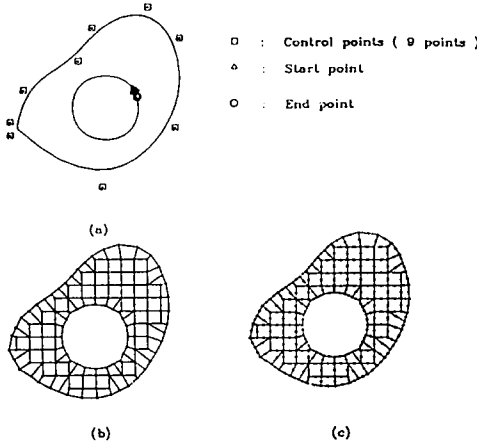 □ : Control points ( 9 points )
△ : Start point
○ : End point
(a)
(b)
(c)